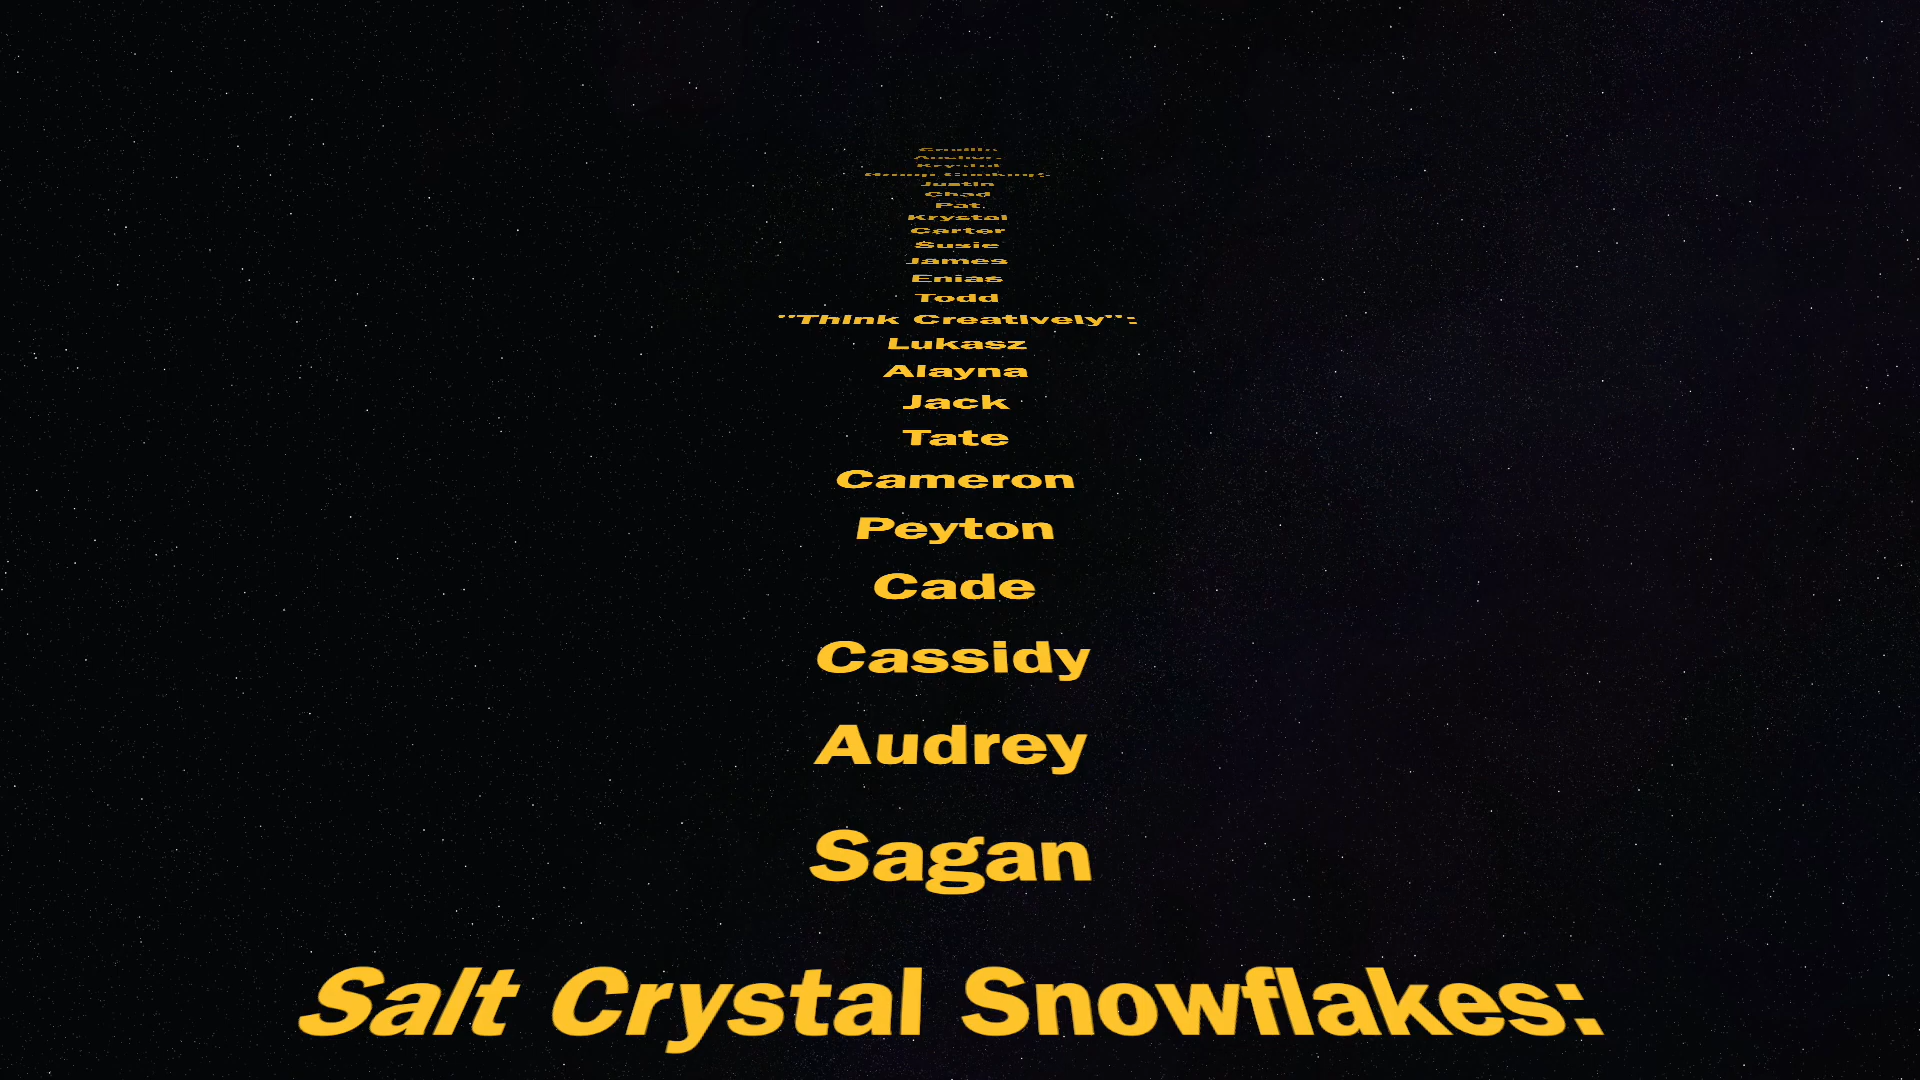 Krystal
Justin
Chad
Pat
Krystal
Carter
Susie
James
Enias
Todd
"Think Creatively":
Lukasz
Alayna
Jack
Tate
Cameron
Peyton
Cade
Cassidy
Audrey
Sagan
Salt Crystal Snowflakes: